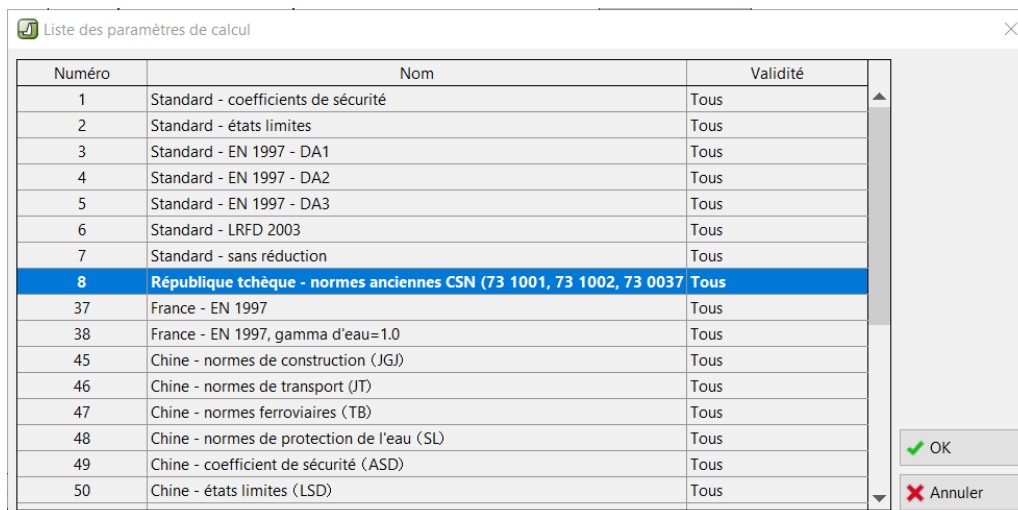 Liste des paramètres de calcul
Numéro Nom Validité
1 Standard - coefficients de sécurité Tous
2 Standard - états limites Tous
3 Standard - EN 1997 - DA1 Tous
4 Standard - EN 1997 - DA2 Tous
5 Standard - EN 1997 - DA3 Tous
6 Standard - LRFD 2003 Tous
7 Standard - sans réduction Tous
8 République tchèque - normes anciennes CSN (73 1001, 73 1002, 73 0037 Tous
37 France - EN 1997 Tous
38 France - EN 1997, gamma d'eau=1.0 Tous
45 Chine - normes de construction (JGJ) Tous
46 Chine - normes de transport (JT) Tous
47 Chine - normes ferroviaires (TB) Tous
48 Chine - normes de protection de l'eau (SL) Tous
49 Chine - coefficient de sécurité (ASD) Tous
50 Chine - états limites (LSD) Tous
OK
Annuler